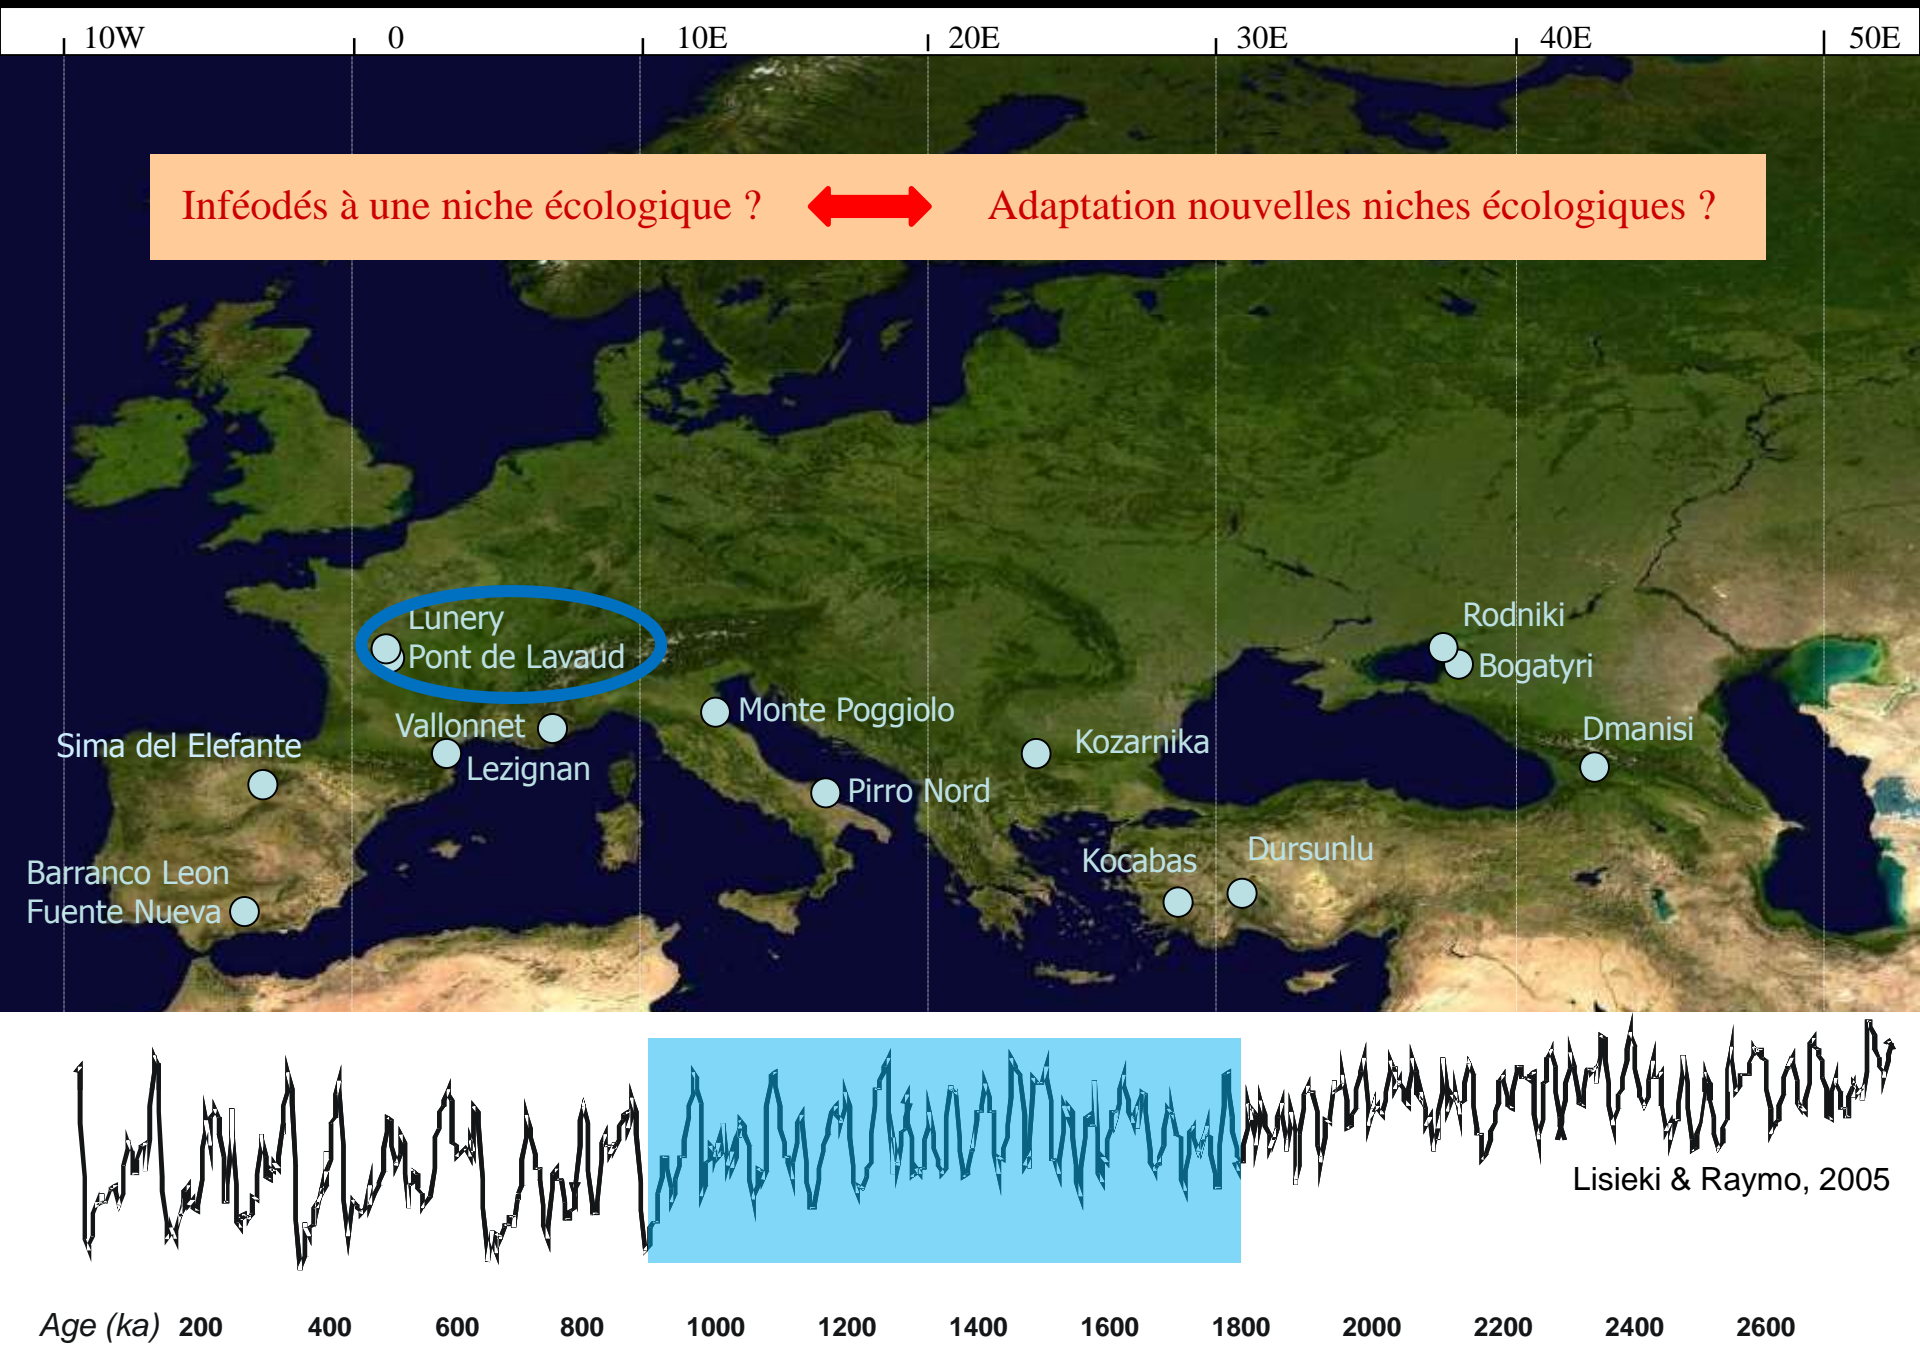 10W 0 10E 20E 30E 40E 50E
Inféodés à une niche écologique ? Adaptation nouvelles niches écologiques ?
Lunery
Pont de Lavaud
Rodniki
Bogatyri
Vallonnet
Monte Poggiolo
Sima del Elefante
Lezignan
Kozarnika
Dmanisi
Pirro Nord
Barranco Leon
Fuente Nueva
Kocabas
Dursunlu
Lisieki & Raymo, 2005
Age (ka) 200 400 600 800 1000 1200 1400 1600 1800 2000 2200 2400 2600